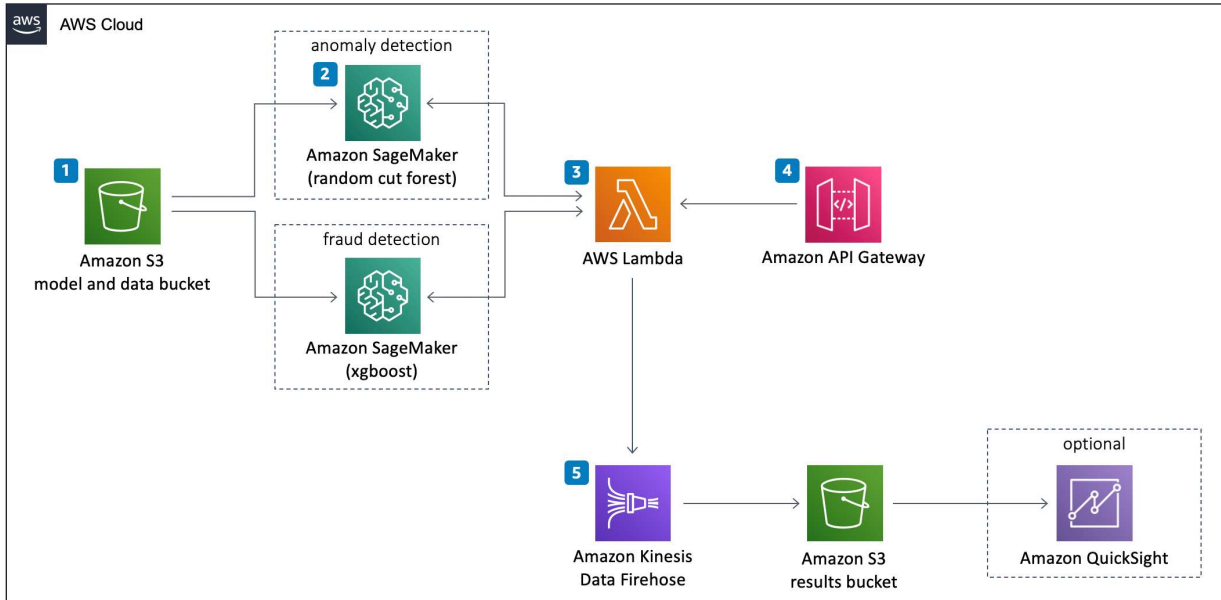 aws
AWS Cloud
anomaly detection
2
Amazon SageMaker
(random cut forest)
1
Amazon S3
model and data bucket
fraud detection
Amazon SageMaker
(xgboost)
3
AWS Lambda
4
</>
Amazon API Gateway
5
Amazon Kinesis
Data Firehose
Amazon S3
results bucket
optional
Amazon QuickSight